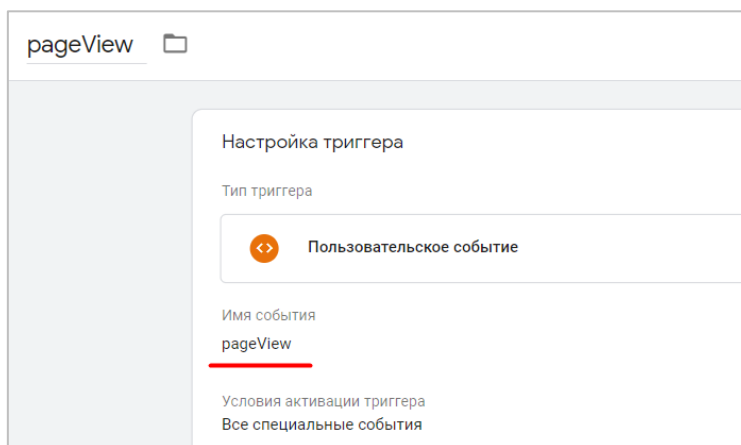 pageView
Настройка триггера
Тип триггера
Пользовательское событие
Имя события
pageView
Условия активации триггера
Все специальные события